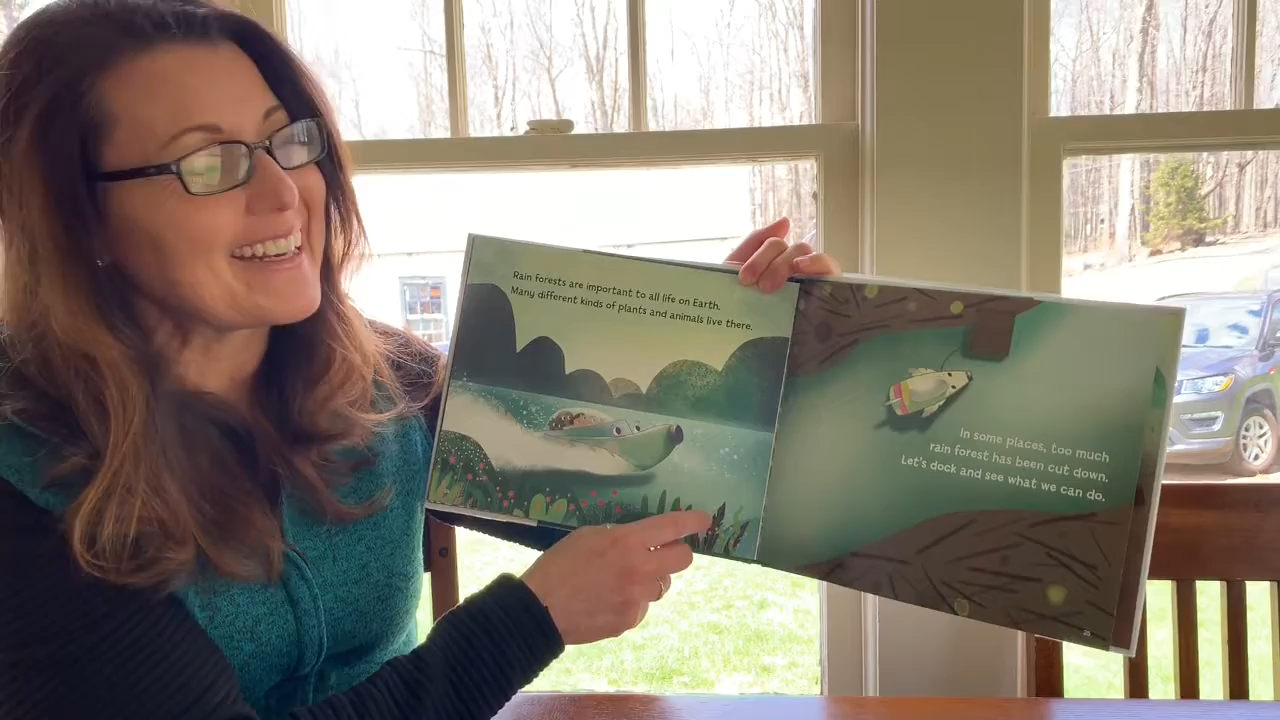 Rain forests are important to all life on Earth.
Many different kinds of plants and animals live there.
In some places, too much
rain forest has been cut down.
Let's dock and see what we can do.